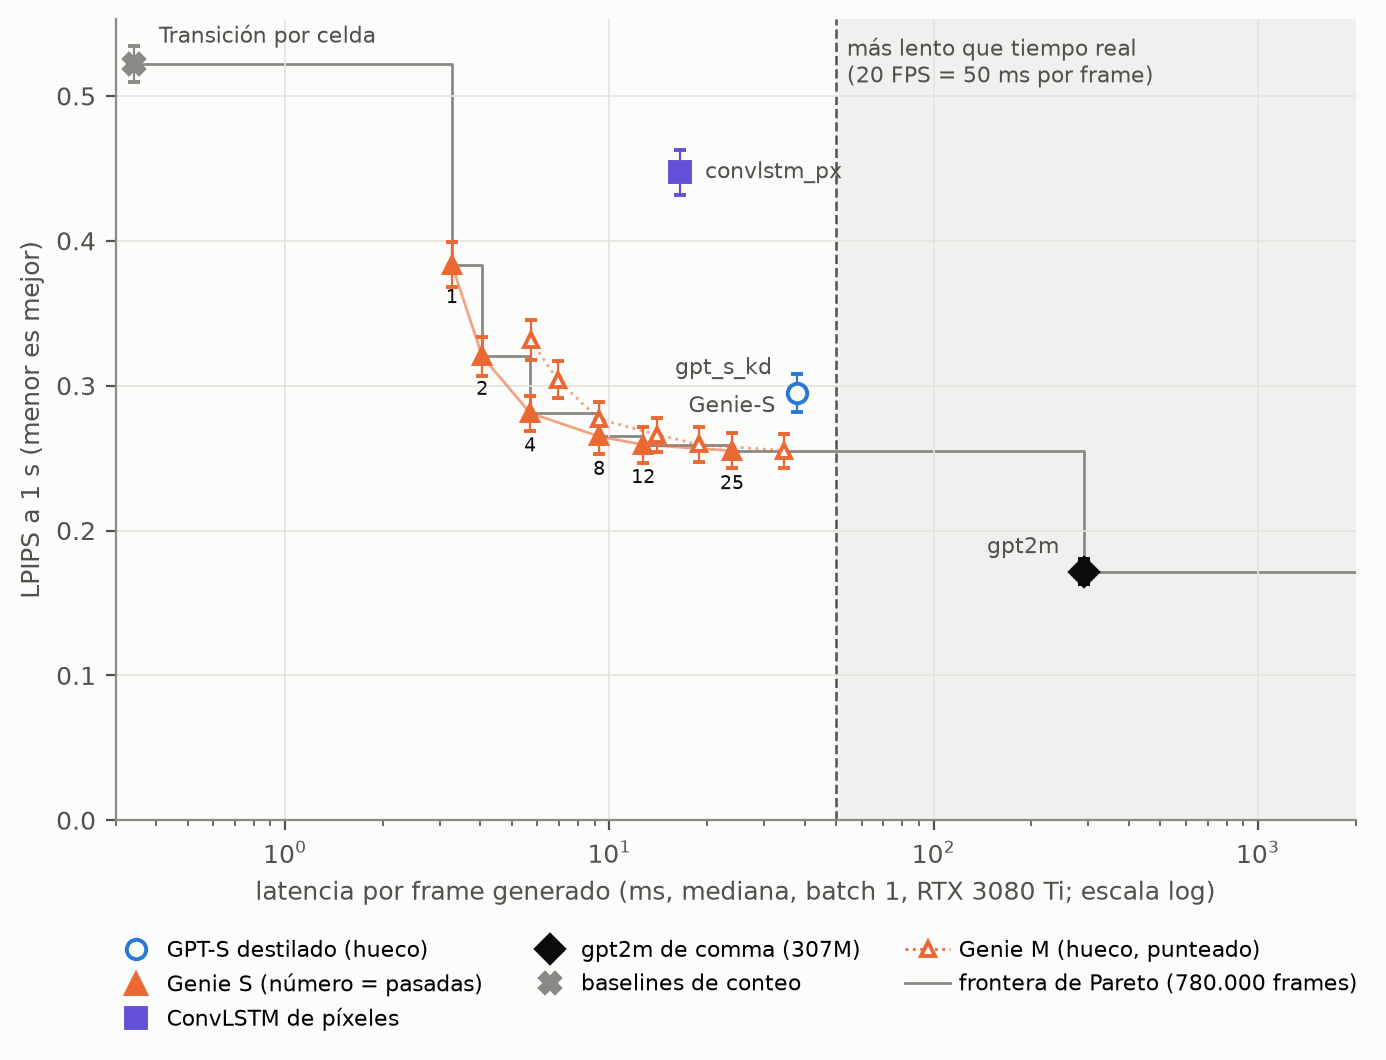 Transición por celda
más lento que tiempo real
(20 FPS = 50 ms por frame)
convlstm_px
gpt_s_kd
Genie-S
gpt2m
1
2
4
8
12
25
LPIPS a 1 s (menor es mejor)
0.5
0.4
0.3
0.2
0.1
0.0
10⁰ 10¹ 10² 10³
latencia por frame generado (ms, mediana, batch 1, RTX 3080 Ti; escala log)
GPT-S destilado (hueco)
Genie S (número = pasadas)
ConvLSTM de píxeles
gpt2m de comma (307M)
baselines de conteo
Genie M (hueco, punteado)
frontera de Pareto (780.000 frames)